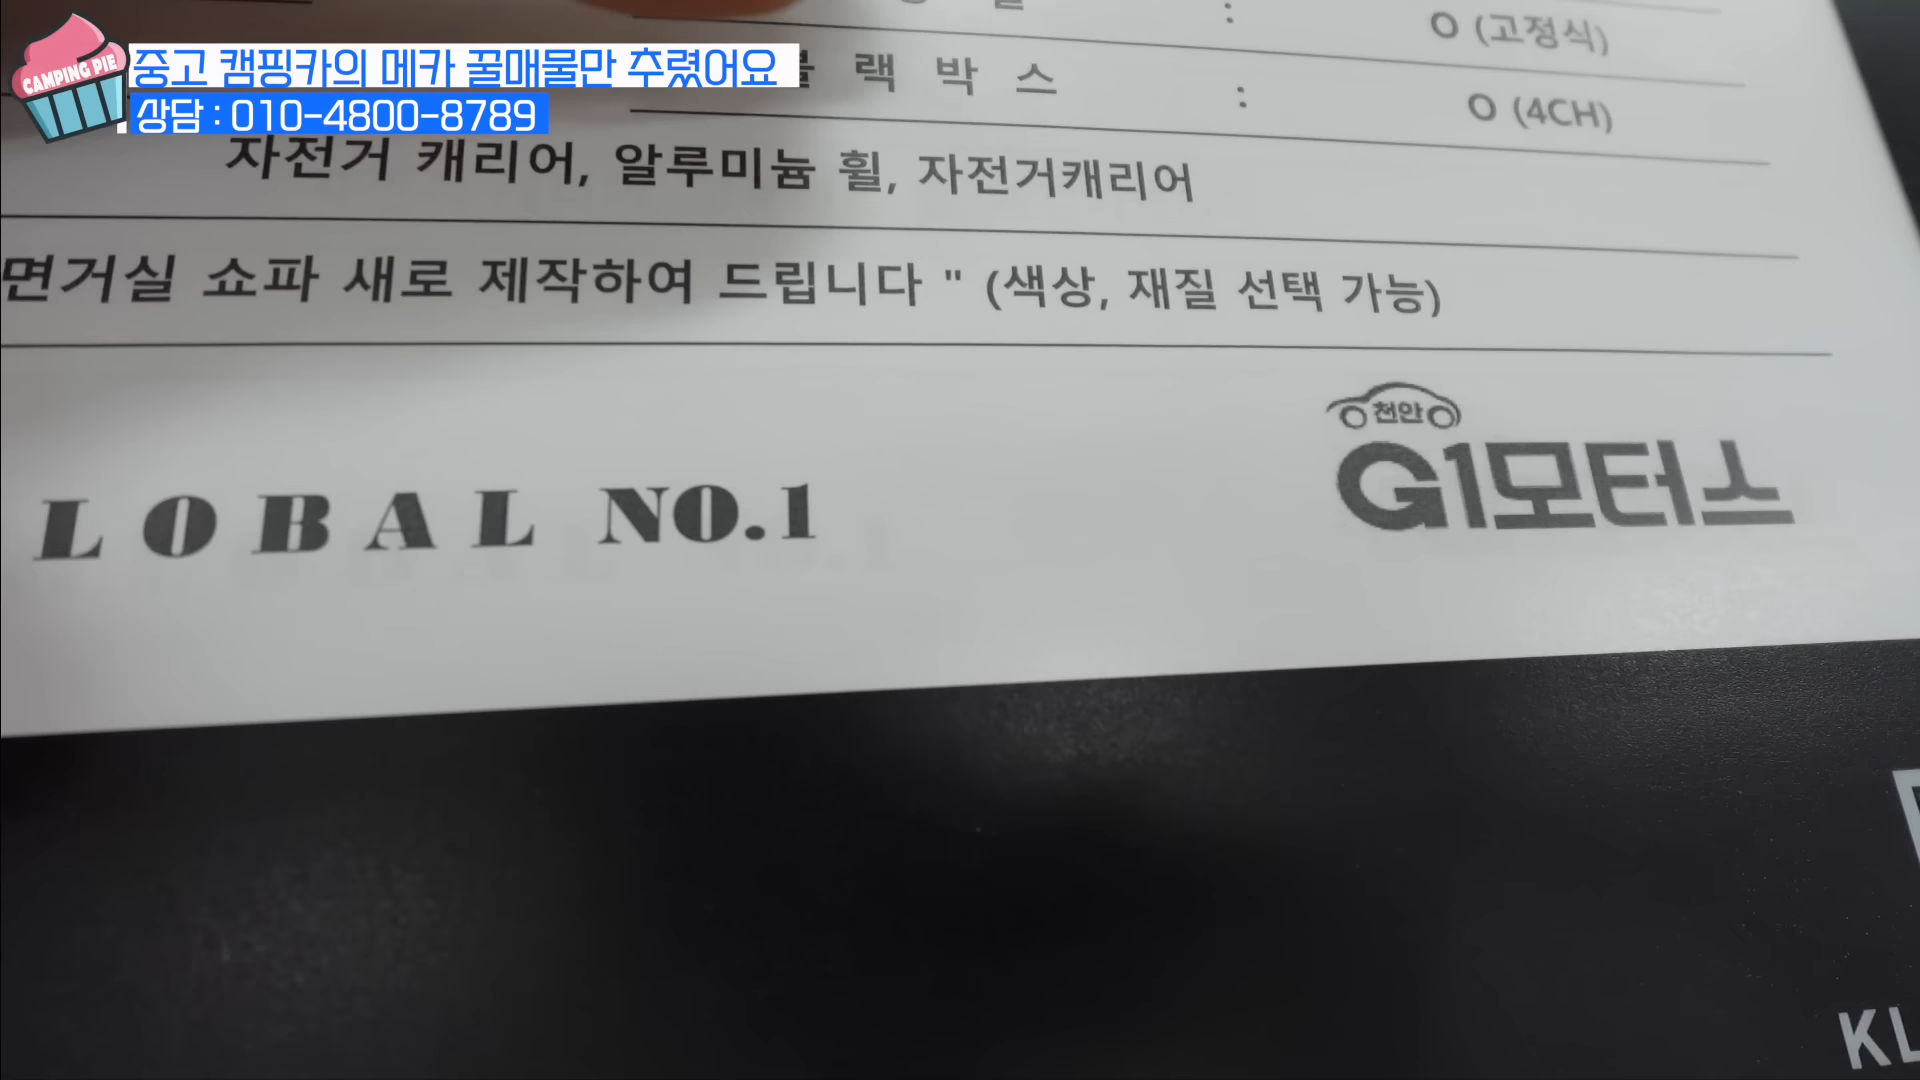 CAMPING PIE
중고 캠핑카의 메카 꿀매물만 추렸어요
상담 : 010-4800-8789
: O (고정식)
랙 박 스 : O (4CH)
자전거 캐리어, 알루미늄 휠, 자전거캐리어
면거실 쇼파 새로 제작하여 드립니다 " (색상, 재질 선택 가능)
천안
LOBAL NO.1
G1모터스
KL